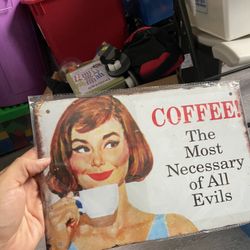 COFFEE!
The
Most
Necessary
of All
Evils